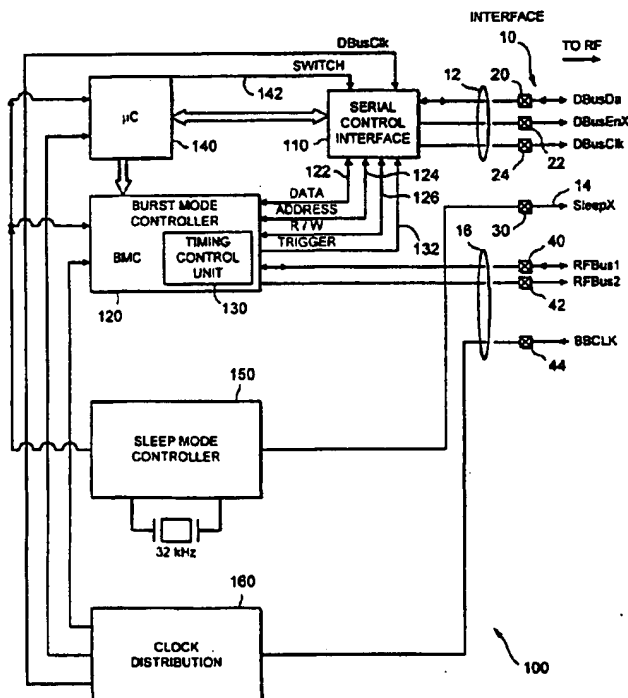 INTERFACE
10
TO RF
DBusClk
SWITCH
142
12
20
DBusDa
DBusEnX
22
DBusClk
24
µC
140
SERIAL
CONTROL
INTERFACE
110
122
124
126
DATA
ADDRESS
R / W
TRIGGER
132
BURST MODE
CONTROLLER
BMC
TIMING
CONTROL
UNIT
120
130
14
SleepX
30
16
40
RFBus1
RFBus2
42
BBCLK
44
150
SLEEP MODE
CONTROLLER
32 kHz
160
CLOCK
DISTRIBUTION
100